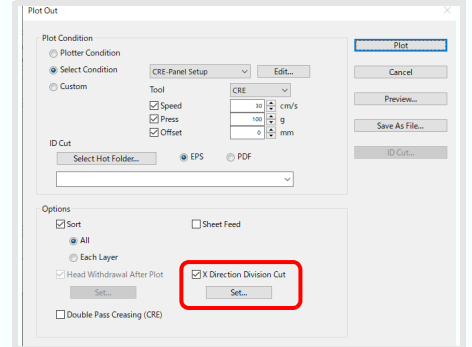 Plot Out
Plot Condition
Plotter Condition
Select Condition
CRE-Panel Setup
Edit...
Custom
Tool
CRE
Speed
30
cm/s
Press
100
g
Offset
0
mm
ID Cut
Select Hot Folder...
EPS
PDF
Plot
Cancel
Preview...
Save As File...
ID Cut...
Options
Sort
Sheet Feed
All
Each Layer
Head Withdrawal After Plot
X Direction Division Cut
Set...
Set...
Double Pass Creasing (CRE)